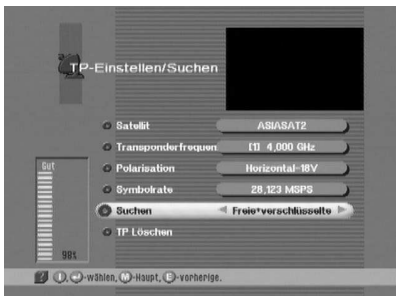 TP-Einstellen/Suchen
Satellit ASIASAT2
Transponderfrequen [1] 4,000 GHz
Polarisation Horizontal-18V
Symbolrate 28,123 MSPS
Suchen Freie+verschlüsselte
TP Löschen
Gut
98%
-wählen, M-Haupt, E-vorherige.